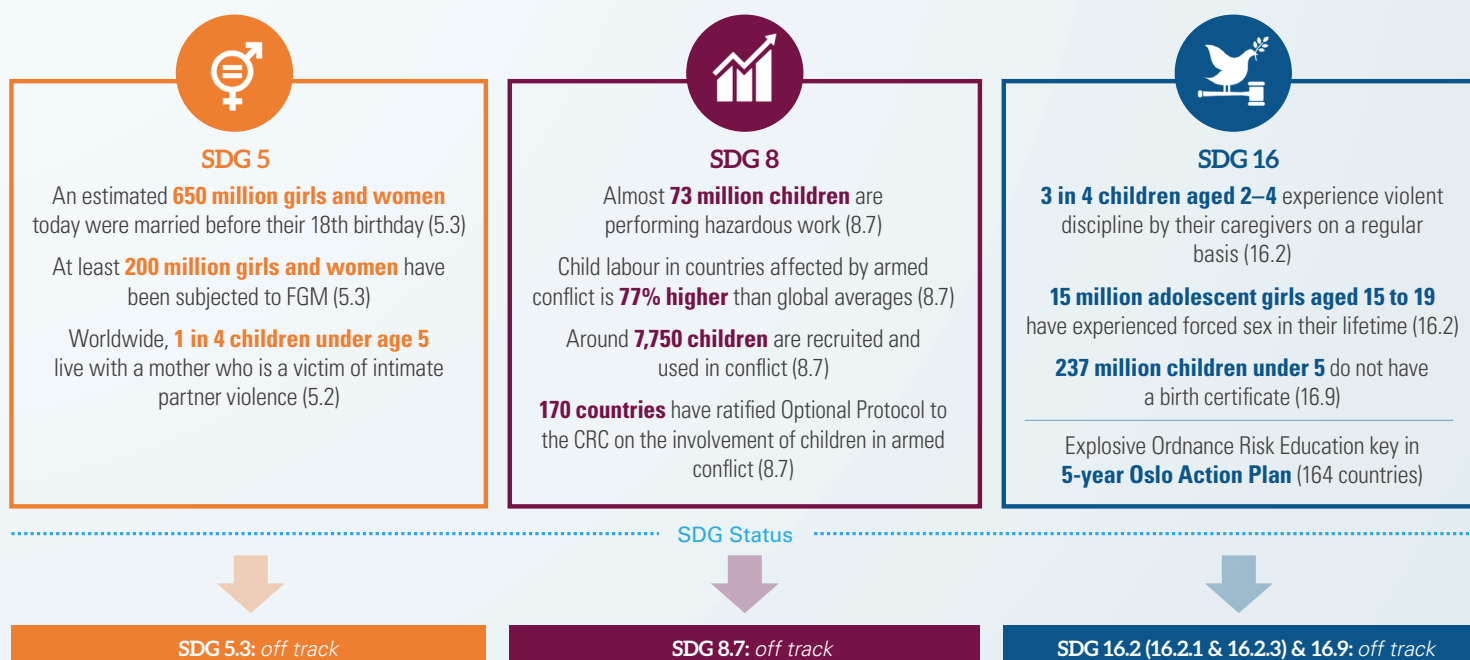 SDG 5
An estimated 650 million girls and women
today were married before their 18th birthday (5.3)
At least 200 million girls and women have
been subjected to FGM (5.3)
Worldwide, 1 in 4 children under age 5
live with a mother who is a victim of intimate
partner violence (5.2)
SDG 8
Almost 73 million children are
performing hazardous work (8.7)
Child labour in countries affected by armed
conflict is 77% higher than global averages (8.7)
Around 7,750 children are recruited and
used in conflict (8.7)
170 countries have ratified Optional Protocol to
the CRC on the involvement of children in armed
conflict (8.7)
SDG 16
3 in 4 children aged 2–4 experience violent
discipline by their caregivers on a regular
basis (16.2)
15 million adolescent girls aged 15 to 19
have experienced forced sex in their lifetime (16.2)
237 million children under 5 do not have
a birth certificate (16.9)
Explosive Ordnance Risk Education key in
5-year Oslo Action Plan (164 countries)
SDG Status
SDG 5.3: off track
SDG 8.7: off track
SDG 16.2 (16.2.1 & 16.2.3) & 16.9: off track